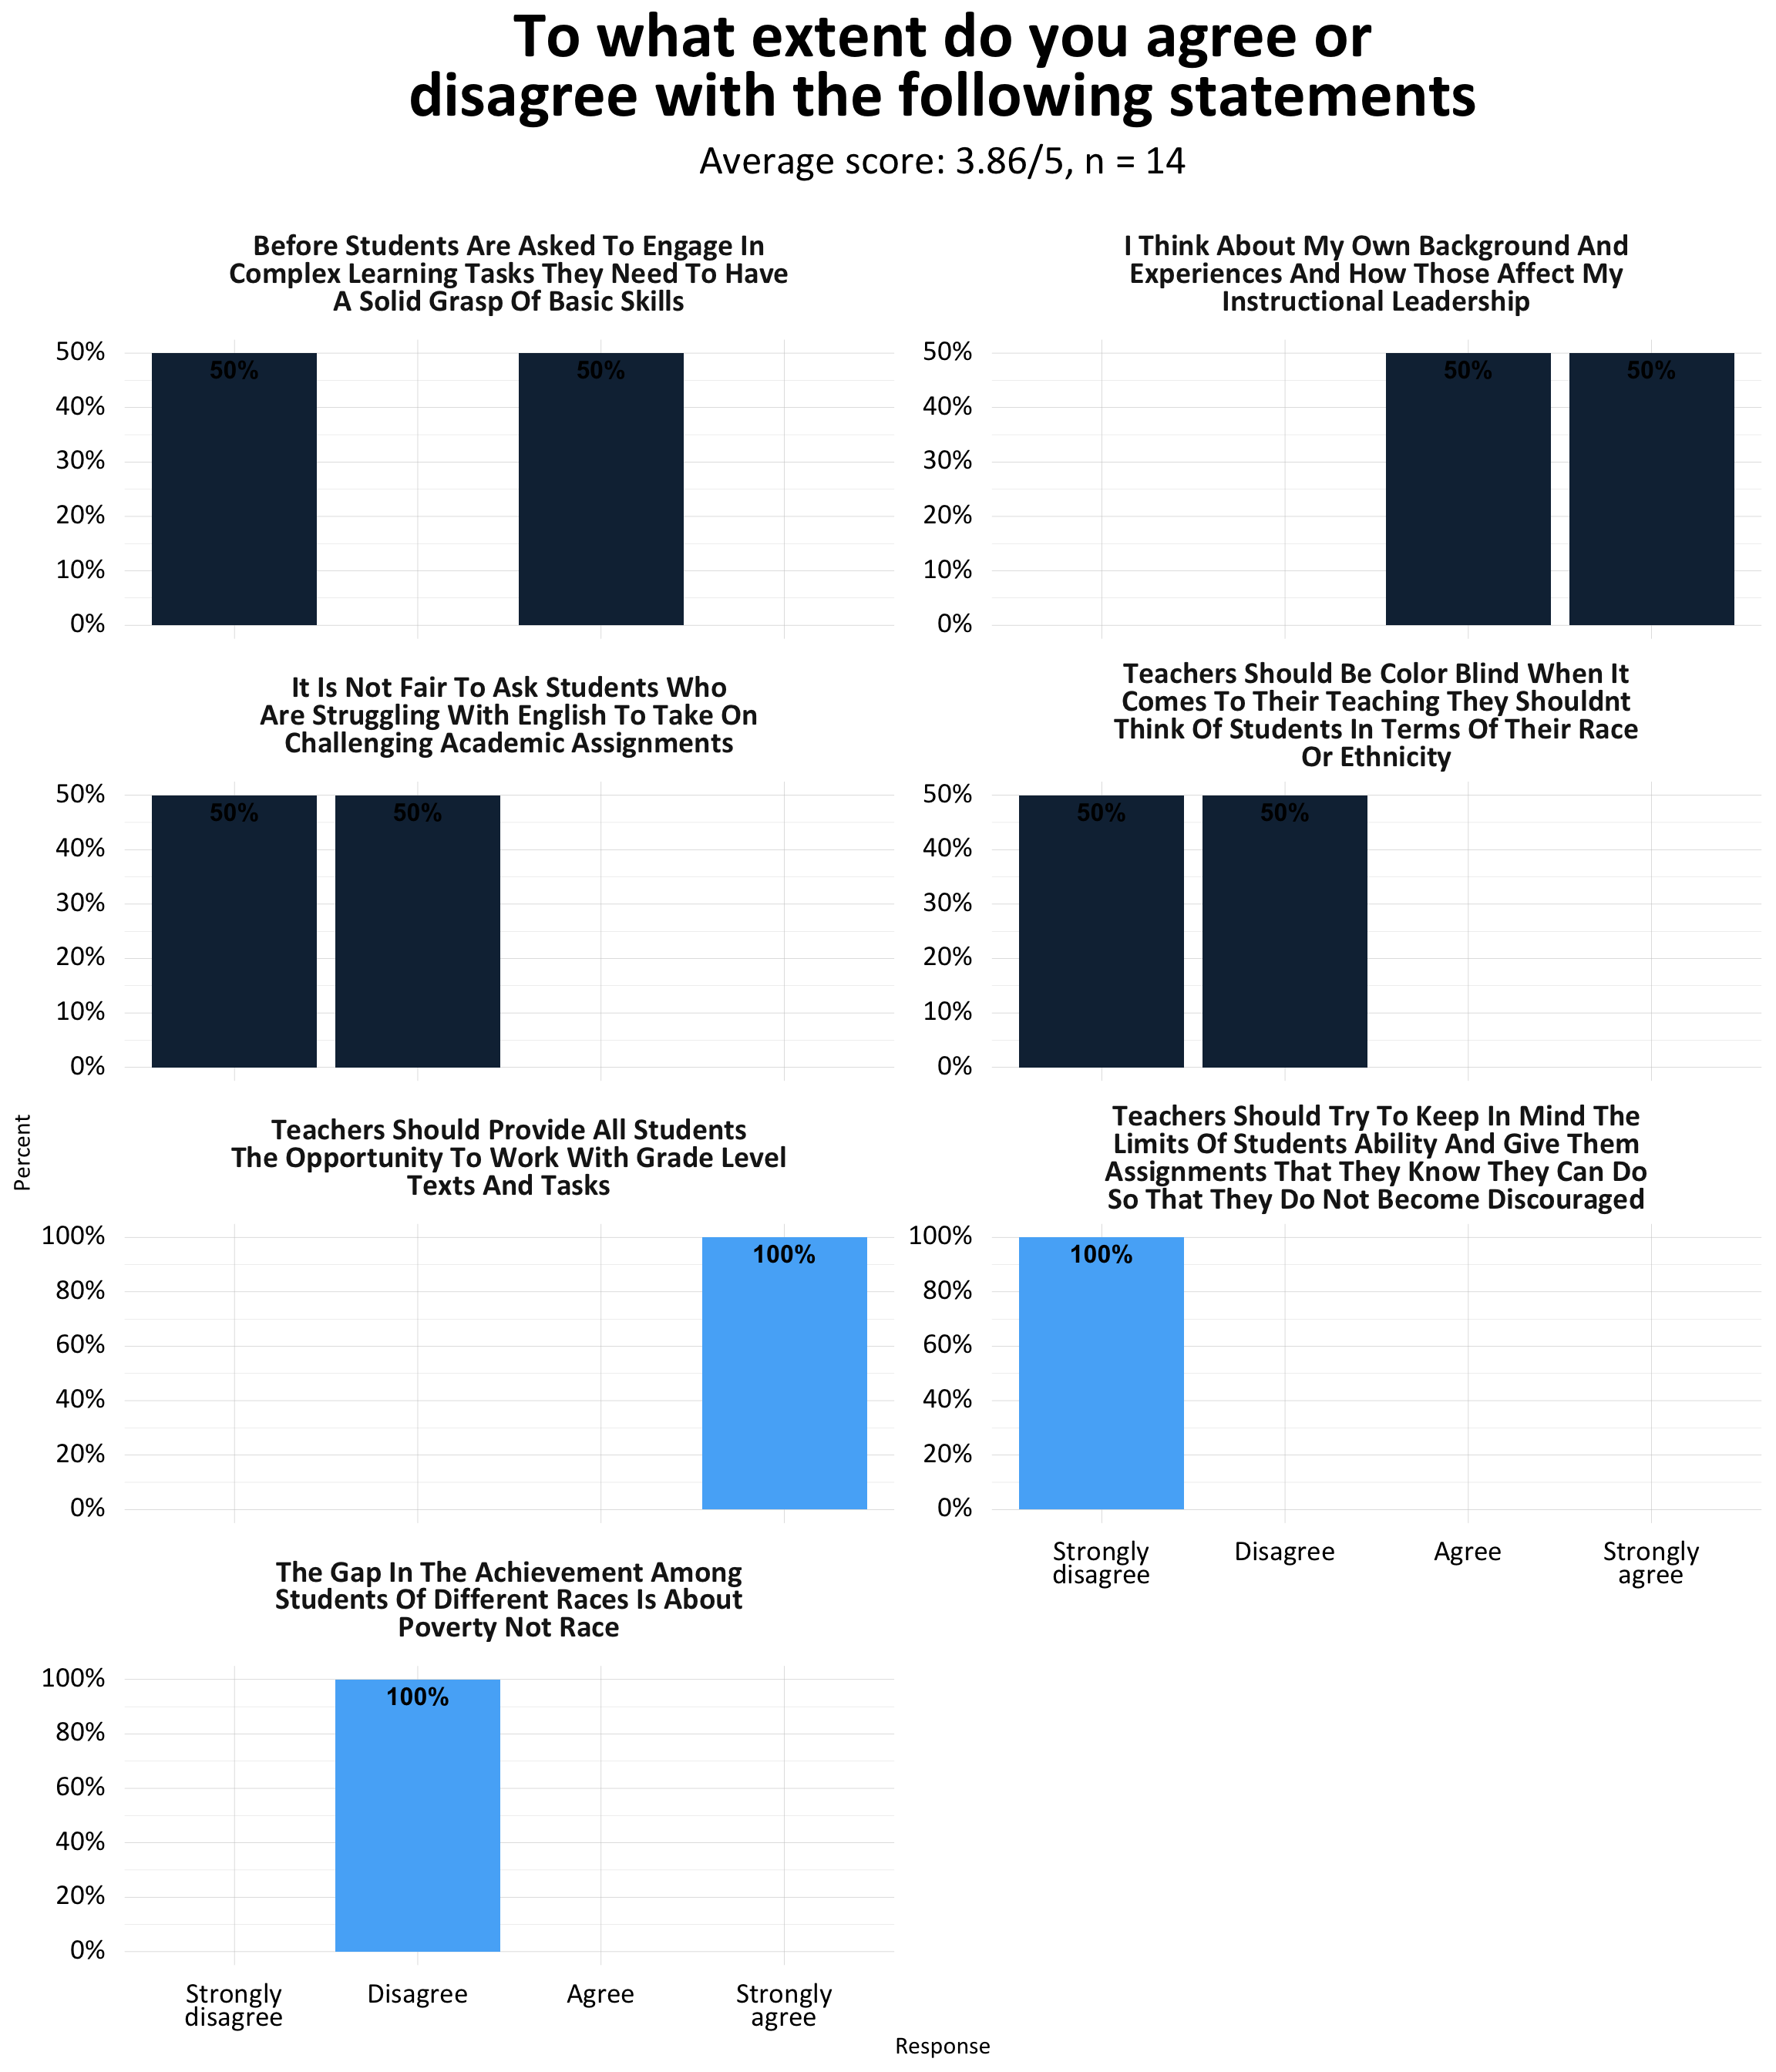 To what extent do you agree or
disagree with the following statements
Average score: 3.86/5, n = 14
Before Students Are Asked To Engage In
Complex Learning Tasks They Need To Have
A Solid Grasp Of Basic Skills
50%
40%
30%
20%
10%
0%
50%
50%
I Think About My Own Background And
Experiences And How Those Affect My
Instructional Leadership
50%
40%
30%
20%
10%
0%
50%
50%
It Is Not Fair To Ask Students Who
Are Struggling With English To Take On
Challenging Academic Assignments
50%
40%
30%
20%
10%
0%
50%
50%
Teachers Should Be Color Blind When It
Comes To Their Teaching They Shouldnt
Think Of Students In Terms Of Their Race
Or Ethnicity
50%
40%
30%
20%
10%
0%
50%
50%
Percent
Teachers Should Provide All Students
The Opportunity To Work With Grade Level
Texts And Tasks
100%
80%
60%
40%
20%
0%
100%
Teachers Should Try To Keep In Mind The
Limits Of Students Ability And Give Them
Assignments That They Know They Can Do
So That They Do Not Become Discouraged
100%
80%
60%
40%
20%
0%
100%
Strongly
disagree
Disagree
Agree
Strongly
agree
The Gap In The Achievement Among
Students Of Different Races Is About
Poverty Not Race
100%
80%
60%
40%
20%
0%
100%
Strongly
disagree
Disagree
Agree
Strongly
agree
Response